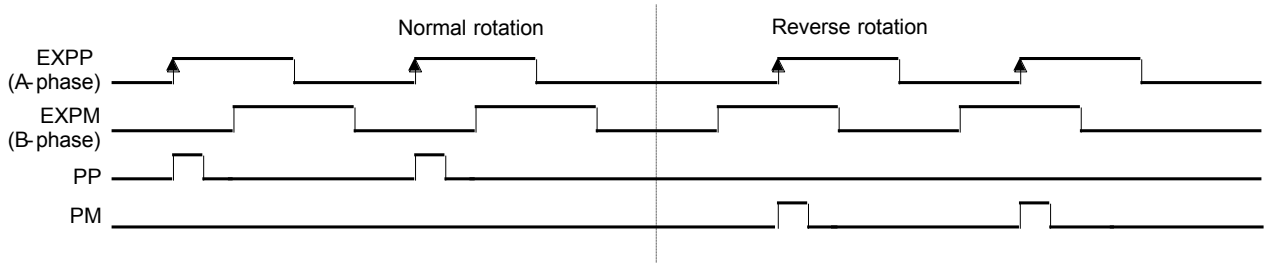 Normal rotation
Reverse rotation
EXPP
(A-phase)
EXPM
(B-phase)
PP
PM